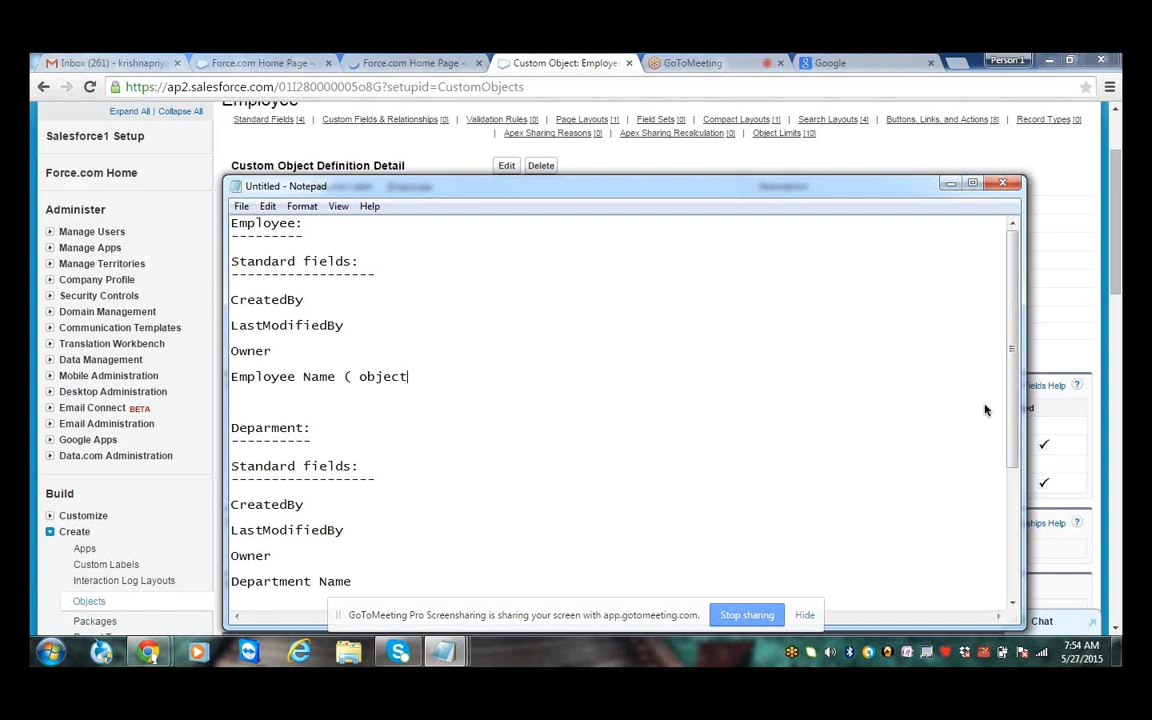 Inbox (261) - krishnapriy
Force.com Home Page ~
Force.com Home Page ~
Custom Object: Employe
GoToMeeting
Google
Person 1
https://ap2.salesforce.com/01I280000005o8G?setupid=CustomObjects
Expand All | Collapse All
Salesforce1 Setup
Force.com Home
Administer
Manage Users
Manage Apps
Manage Territories
Company Profile
Security Controls
Domain Management
Communication Templates
Translation Workbench
Data Management
Mobile Administration
Desktop Administration
Email Connect BETA
Email Administration
Google Apps
Data.com Administration
Build
Customize
Create
Apps
Custom Labels
Interaction Log Layouts
Objects
Packages
Employee
Standard Fields [4] Custom Fields & Relationships [0] Validation Rules [0] Page Layouts [1] Field Sets [0] Compact Layouts [1] Search Layouts [4] Buttons, Links, and Actions [8] Record Types [0]
Apex Sharing Reasons [0] Apex Sharing Recalculation [0] Object Limits [10]
Custom Object Definition Detail Edit Delete
Untitled - Notepad
File Edit Format View Help
Employee:
---------
Standard fields:
------------------
CreatedBy
LastModifiedBy
Owner
Employee Name ( object
Deparment:
----------
Standard fields:
------------------
CreatedBy
LastModifiedBy
Owner
Department Name
ields Help ?
ed
ships Help ?
Chat
GoToMeeting Pro Screensharing is sharing your screen with app.gotomeeting.com. Stop sharing Hide
7:54 AM
5/27/2015